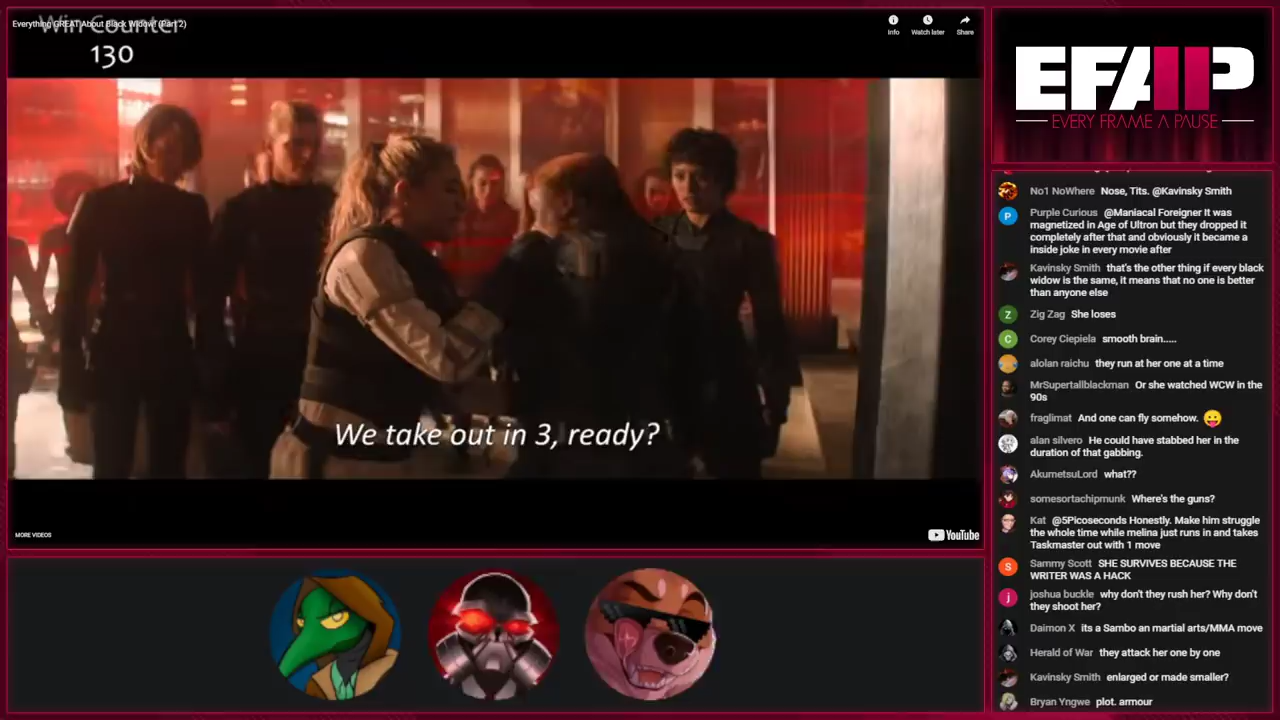 Everything GREAT About Black Widow! (Part 2)
Win Counter
130
Info
Watch later
Share
We take out in 3, ready?
MORE VIDEOS
YouTube
EFAP
EVERY FRAME A PAUSE
No1 NoWhere Nose, Tits. @Kavinsky Smith
P
Purple Curious @Maniacal Foreigner It was
magnetized in Age of Ultron but they dropped it
completely after that and obviously it became a
inside joke in every movie after
Kavinsky Smith that's the other thing if every black
widow is the same, it means that no one is better
than anyone else
Z
Zig Zag She loses
C
Corey Ciepiela smooth brain.....
alolan raichu they run at her one at a time
MrSupertallblackman Or she watched WCW in the
90s
fraglimat And one can fly somehow. 😛
alan silvero He could have stabbed her in the
duration of that gabbing.
AkumetsuLord what??
somesortachipmunk Where's the guns?
Kat @5Picoseconds Honestly. Make him struggle
the whole time while melina just runs in and takes
Taskmaster out with 1 move
S
Sammy Scott SHE SURVIVES BECAUSE THE
WRITER WAS A HACK
j
joshua buckle why don't they rush her? Why don't
they shoot her?
Daimon X its a Sambo an martial arts/MMA move
Herald of War they attack her one by one
Kavinsky Smith enlarged or made smaller?
Bryan Yngwe plot. armour